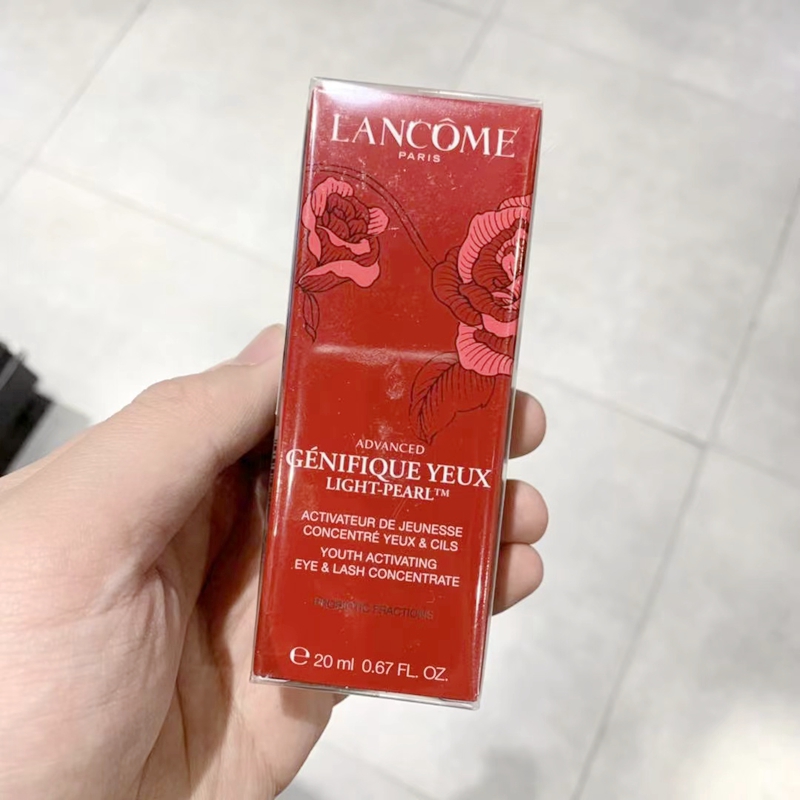 LANCÔME
PARIS
ADVANCED
GÉNIFIQUE YEUX
LIGHT-PEARL™
ACTIVATEUR DE JEUNESSE
CONCENTRÉ YEUX & CILS
YOUTH ACTIVATING
EYE & LASH CONCENTRATE
PROBIOTIC FRACTIONS
℮ 20 ml 0.67 FL. OZ.